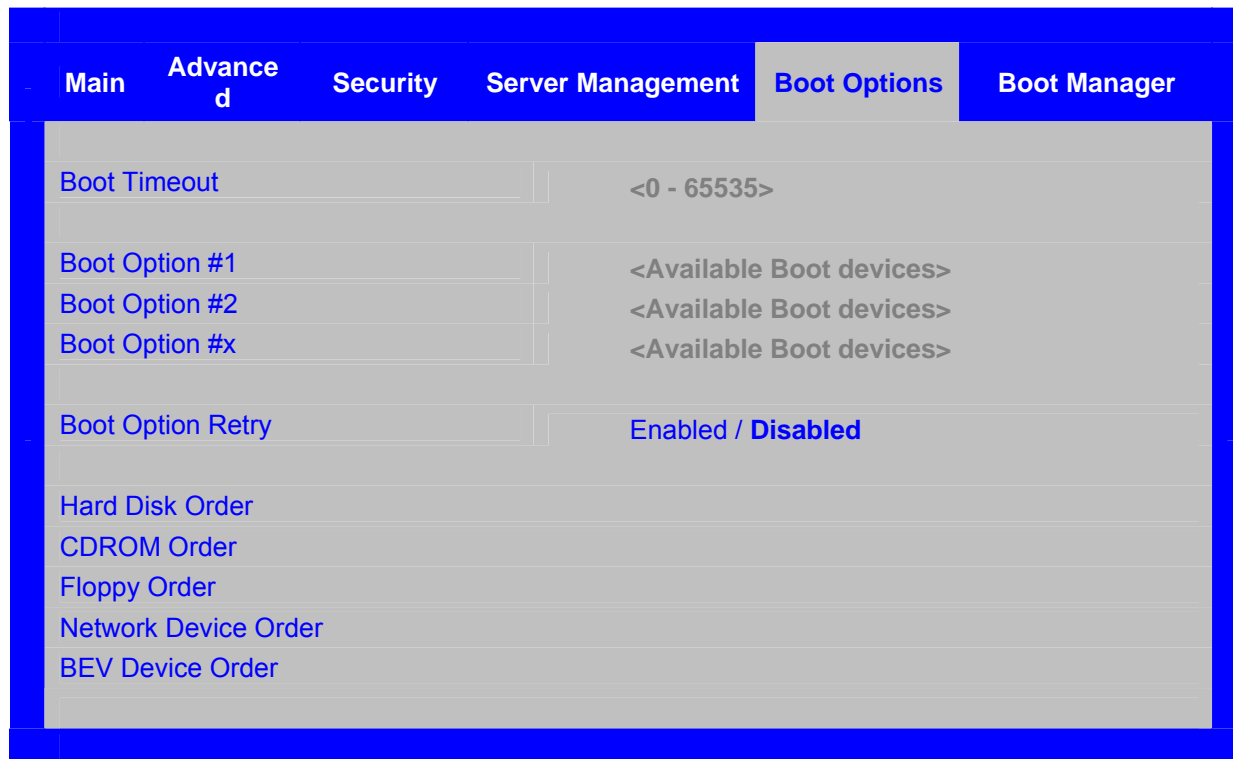 Main Advance
d Security Server Management Boot Options Boot Manager
Boot Timeout <0 - 65535>
Boot Option #1 <Available Boot devices>
Boot Option #2 <Available Boot devices>
Boot Option #x <Available Boot devices>
Boot Option Retry Enabled / Disabled
Hard Disk Order
CDROM Order
Floppy Order
Network Device Order
BEV Device Order